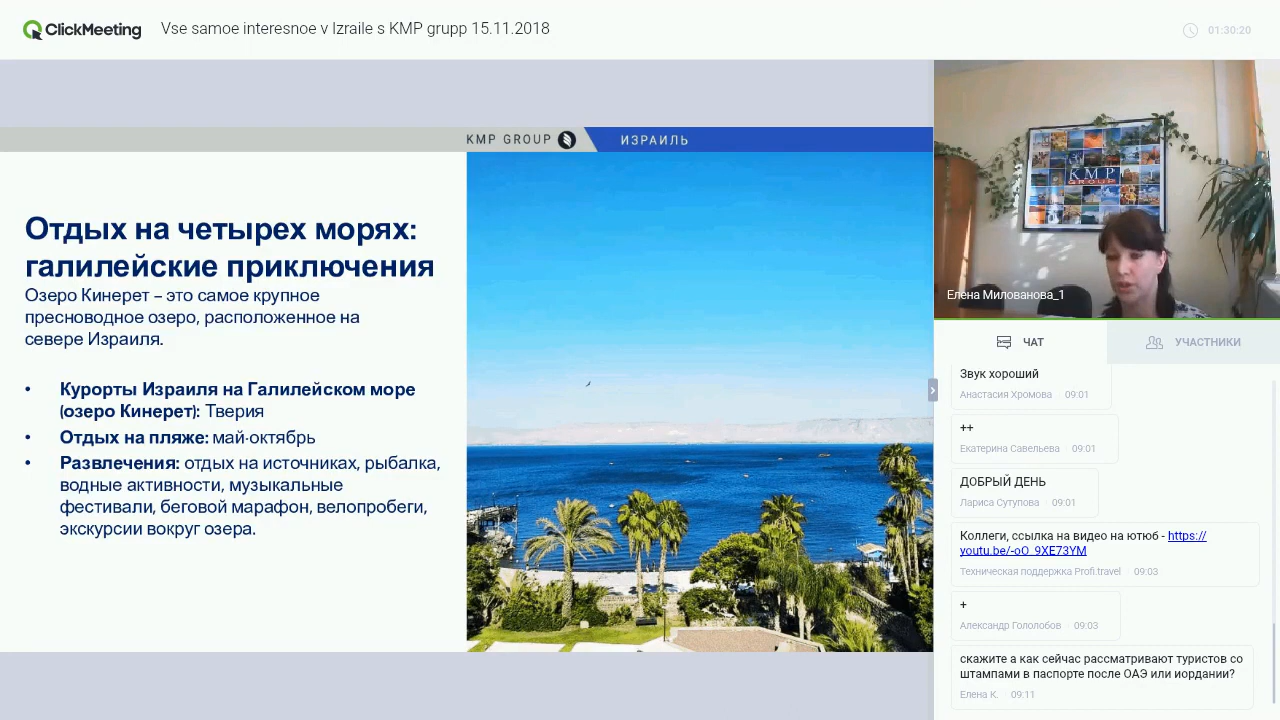 ClickMeeting
Vse samoe interesnoe v Izraile s KMP grupp 15.11.2018
01:30:20
KMP GROUP
ИЗРАИЛЬ
Отдых на четырех морях:
галилейские приключения
Озеро Кинерет – это самое крупное
пресноводное озеро, расположенное на
севере Израиля.
• Курорты Израиля на Галилейском море
(озеро Кинерет): Тверия
• Отдых на пляже: май-октябрь
• Развлечения: отдых на источниках, рыбалка,
водные активности, музыкальные
фестивали, беговой марафон, велопробеги,
экскурсии вокруг озера.
KMP
GROUP
Елена Милованова_1
ЧАТ
УЧАСТНИКИ
Звук хороший
Анастасия Хромова · 09:01
++
Екатерина Савельева · 09:01
ДОБРЫЙ ДЕНЬ
Лариса Сутупова · 09:01
Коллеги, ссылка на видео на ютюб - https://
youtu.be/-oO_9XE73YM
Техническая поддержка Profi.travel · 09:03
+
Александр Гололобов · 09:03
скажите а как сейчас рассматривают туристов со
штампами в паспорте после ОАЭ или иордании?
Елена К. · 09:11